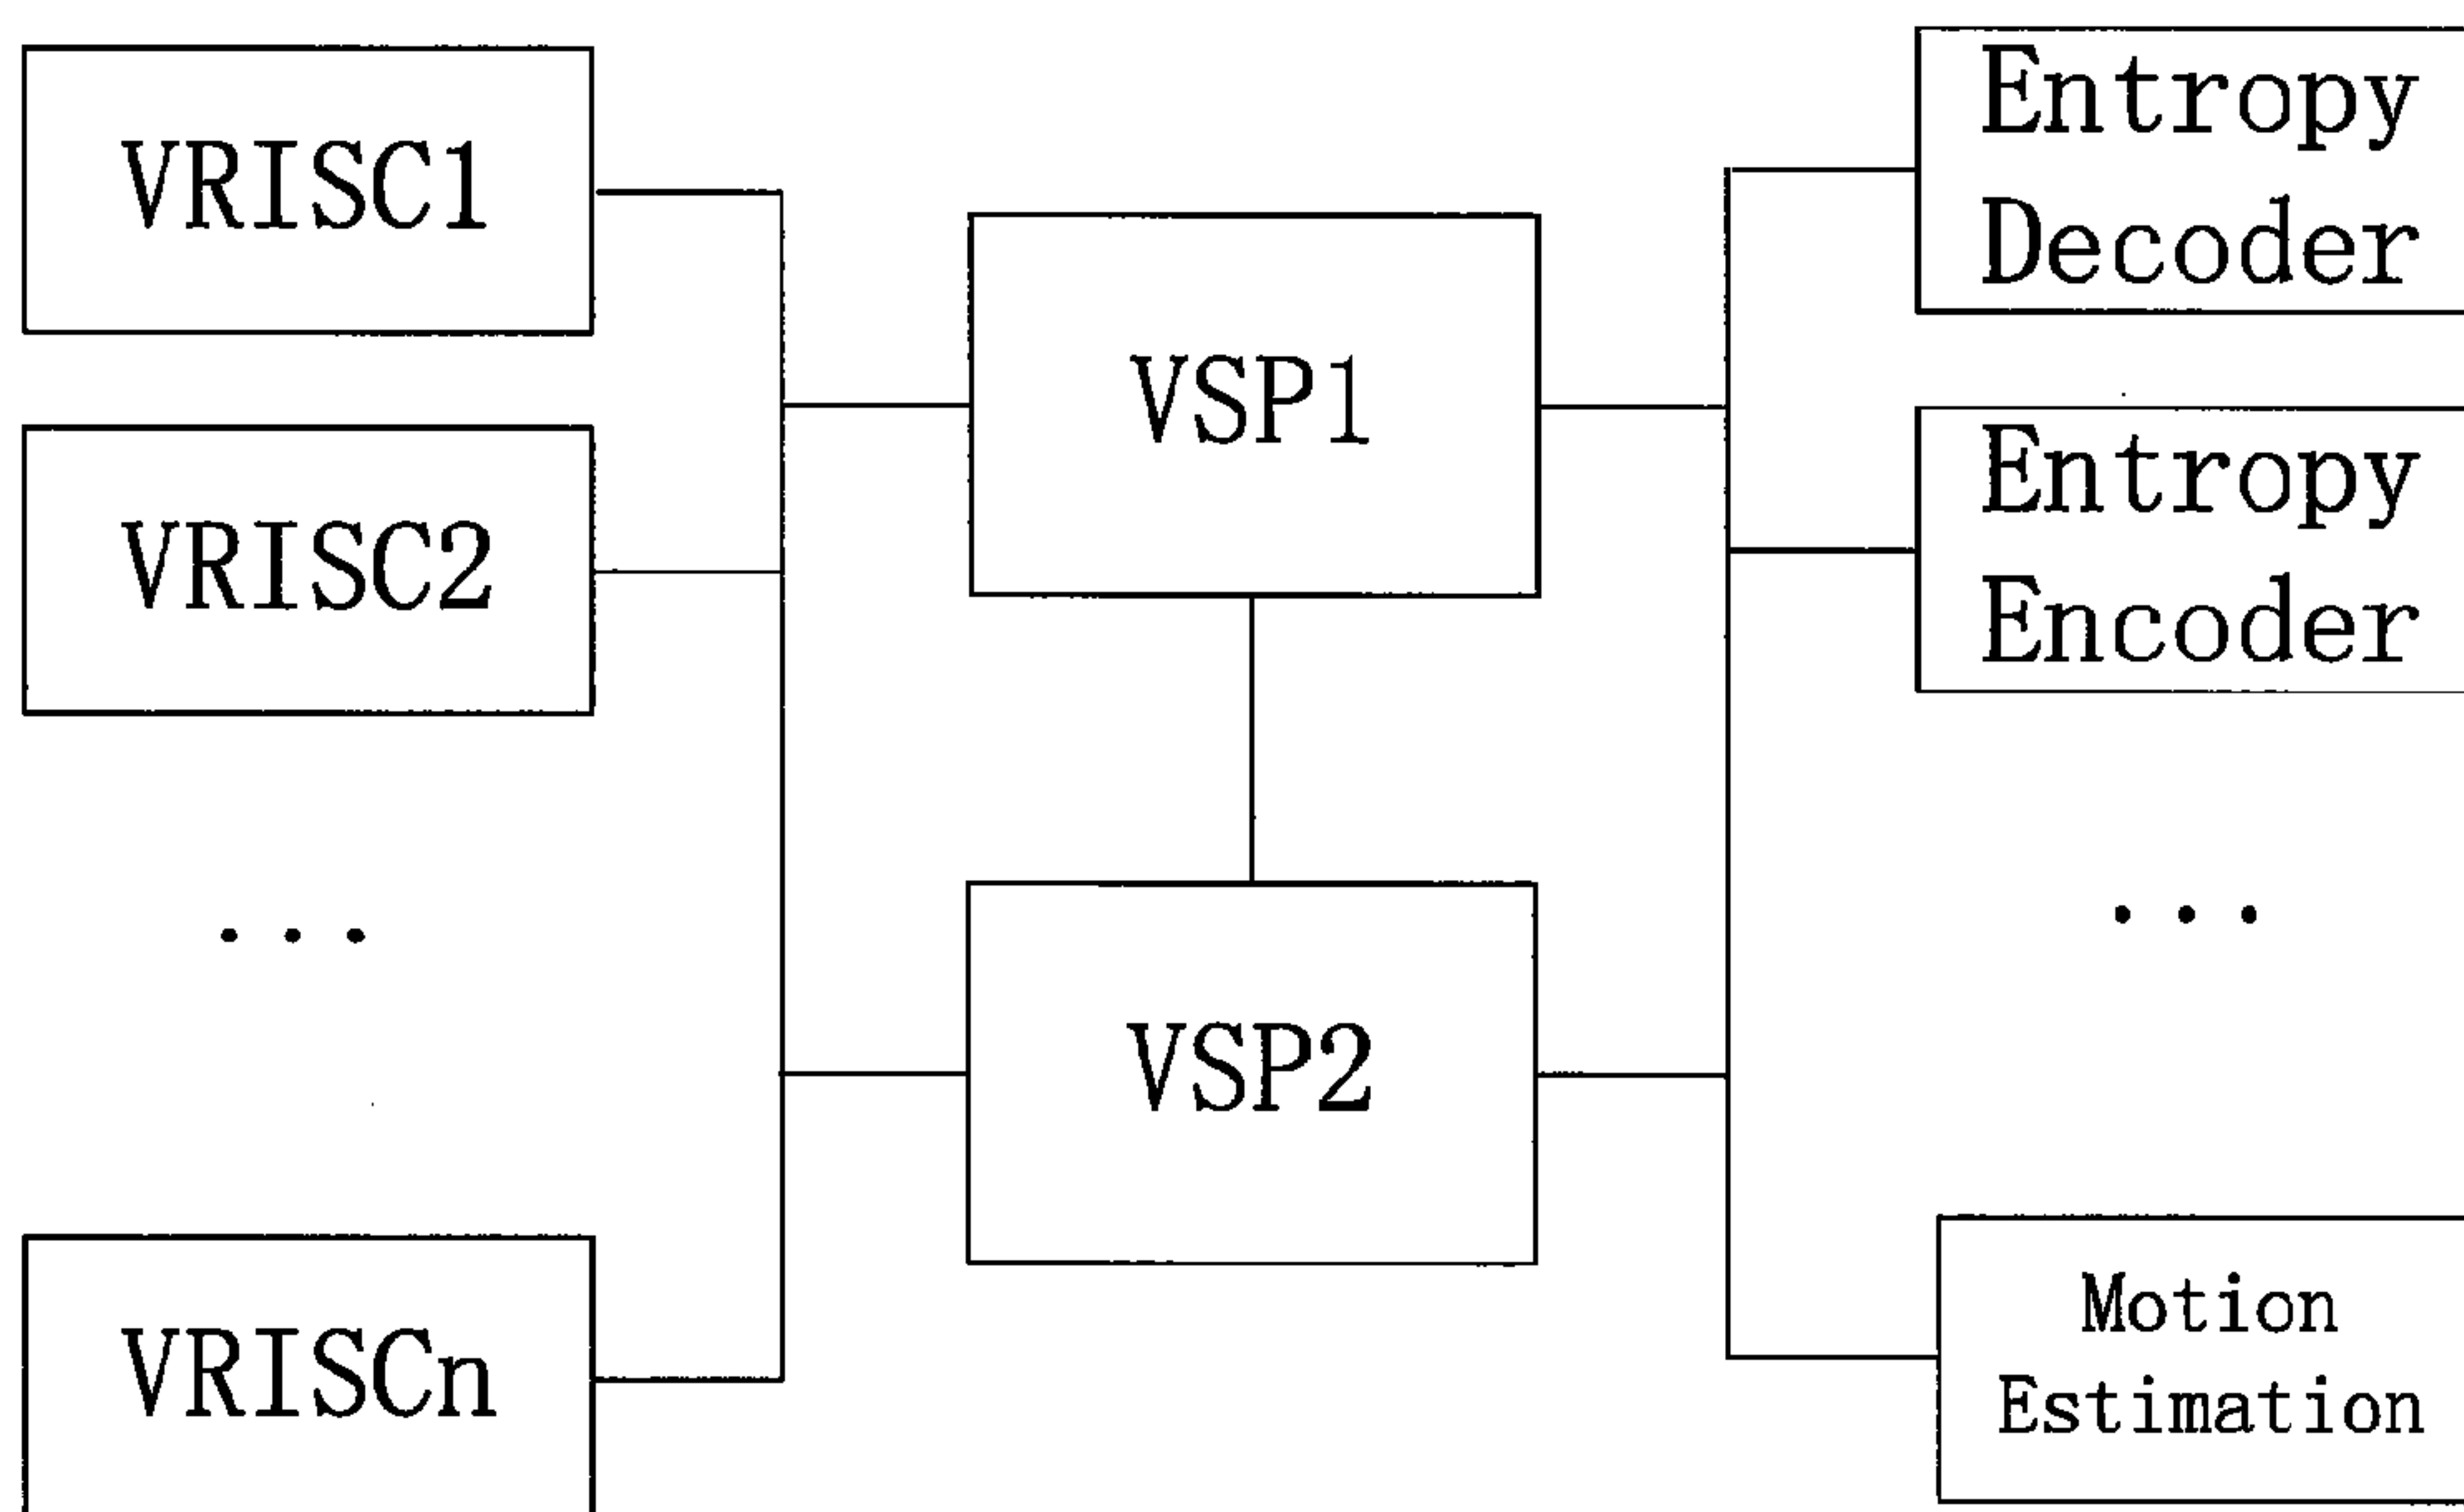 VRISC1
VRISC2
. . .
VRISCn
VSP1
VSP2
Entropy
Decoder
Entropy
Encoder
. . .
Motion
Estimation